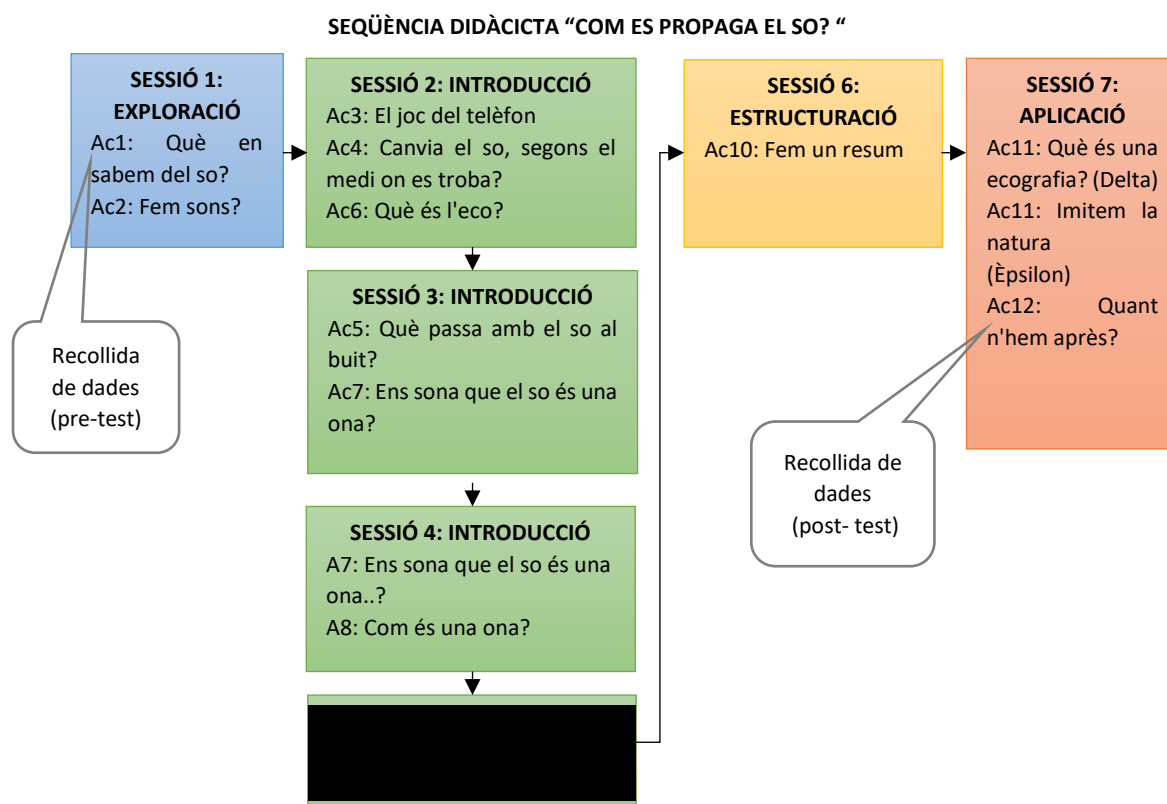 SEQÜÈNCIA DIDÀCICTA “COM ES PROPAGA EL SO? “
SESSIÓ 1:
EXPLORACIÓ
Ac1: Què en
sabem del so?
Ac2: Fem sons?
Recollida
de dades
(pre-test)
SESSIÓ 2: INTRODUCCIÓ
Ac3: El joc del telèfon
Ac4: Canvia el so, segons el
medi on es troba?
Ac6: Què és l'eco?
SESSIÓ 3: INTRODUCCIÓ
Ac5: Què passa amb el so al
buit?
Ac7: Ens sona que el so és una
ona?
SESSIÓ 4: INTRODUCCIÓ
A7: Ens sona que el so és una
ona..?
A8: Com és una ona?
SESSIÓ 6:
ESTRUCTURACIÓ
Ac10: Fem un resum
SESSIÓ 7:
APLICACIÓ
Ac11: Què és una
ecografia? (Delta)
Ac11: Imitem la
natura
(Èpsilon)
Ac12: Quant
n'hem après?
Recollida de
dades
(post- test)